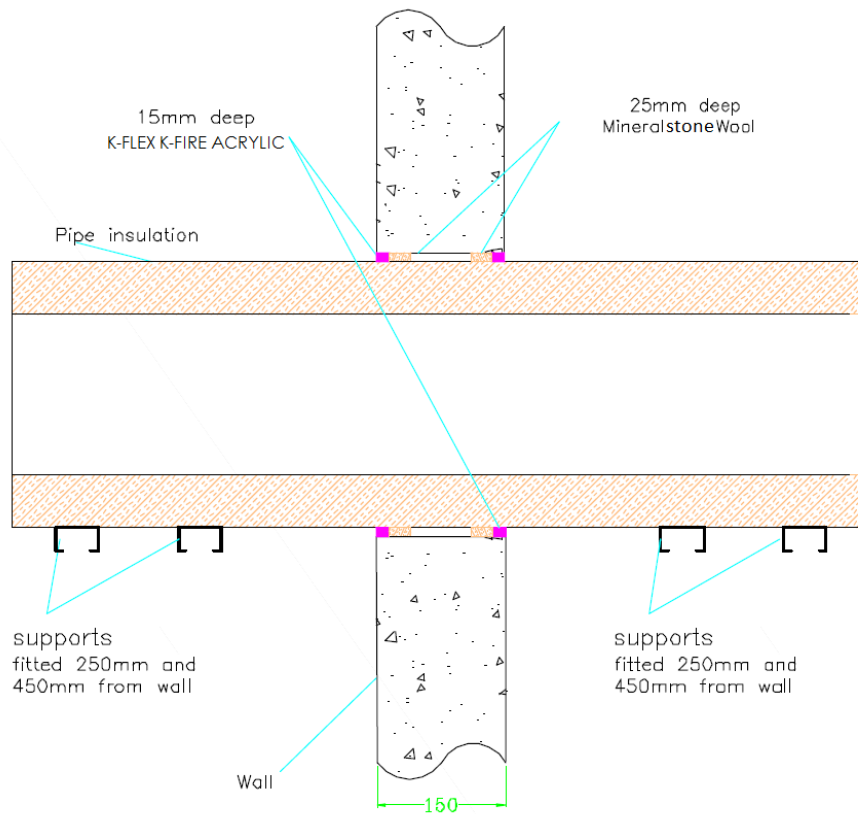 15mm deep
K-FLEX K-FIRE ACRYLIC
25mm deep
MineralstoneWool
Pipe insulation
supports
fitted 250mm and
450mm from wall
supports
fitted 250mm and
450mm from wall
Wall
150